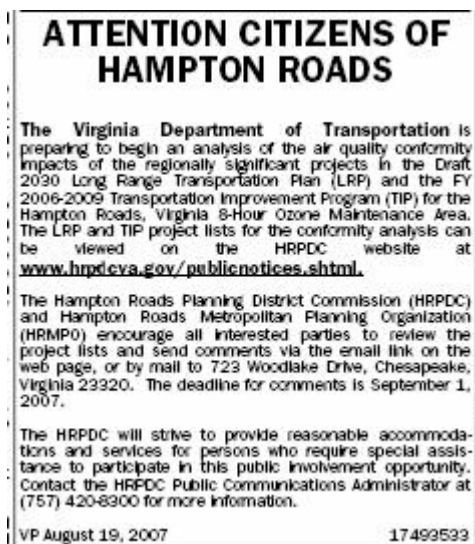 ATTENTION CITIZENS OF
HAMPTON ROADS
The Virginia Department of Transportation is
preparing to begin an analysis of the air quality conformity
impacts of the regionally significant projects in the Draft
2030 Long Range Transportation Plan (LRP) and the FY
2006-2009 Transportation Improvement Program (TIP) for the
Hampton Roads, Virginia 8-Hour Ozone Maintenance Area.
The LRP and TIP project lists for the conformity analysis can
be viewed on the HRPDC website at
www.hrpdcva.gov/publicnotices.shtml.
The Hampton Roads Planning District Commission (HRPDC)
and Hampton Roads Metropolitan Planning Organization
(HRMPO) encourage all interested parties to review the
project lists and send comments via the email link on the
web page, or by mail to 723 Woodlake Drive, Chesapeake,
Virginia 23320. The deadline for comments is September 1,
2007.
The HRPDC will strive to provide reasonable accommoda-
tions and services for persons who require special assis-
tance to participate in this public involvement opportunity.
Contact the HRPDC Public Communications Administrator at
(757) 420-8300 for more information.
VP August 19, 2007 17493533